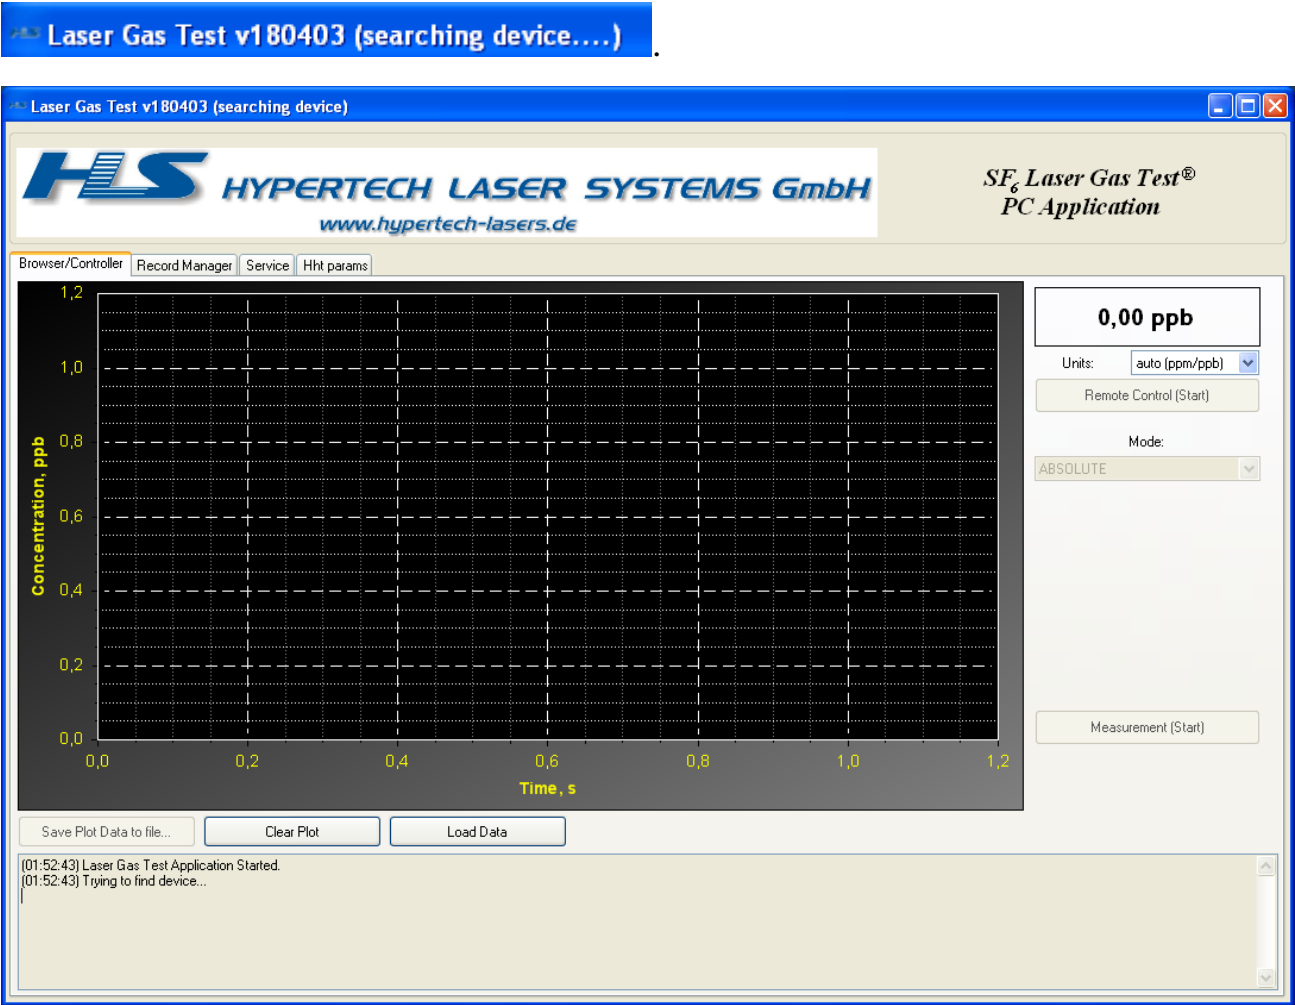 Laser Gas Test v180403 (searching device....) .
Laser Gas Test v180403 (searching device)
HLS HYPERTECH LASER SYSTEMS GmbH
www.hypertech-lasers.de
SF6 Laser Gas Test®
PC Application
Browser/Controller Record Manager Service Hht params
1,2
1,0
0,8
0,6
0,4
0,2
0,0
Concentration, ppb
0,0 0,2 0,4 0,6 0,8 1,0 1,2
Time, s
0,00 ppb
Units: auto (ppm/ppb)
Remote Control (Start)
Mode:
ABSOLUTE
Measurement (Start)
Save Plot Data to file... Clear Plot Load Data
(01:52:43) Laser Gas Test Application Started.
(01:52:43) Trying to find device...